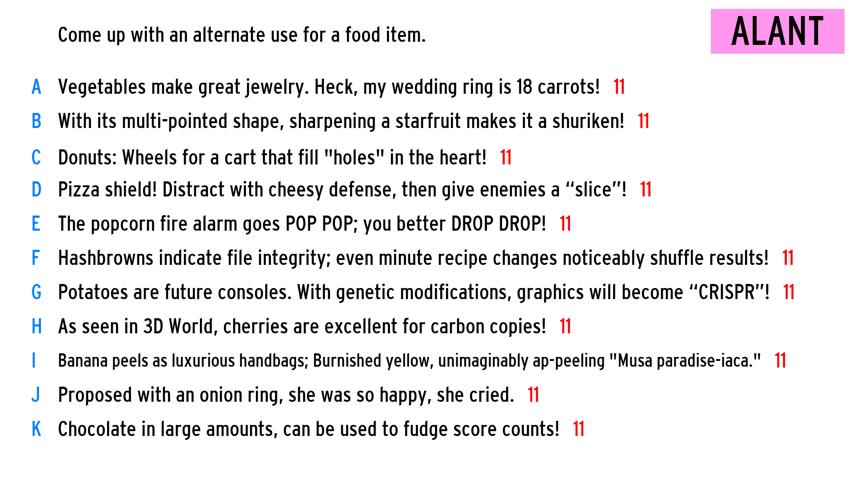 Come up with an alternate use for a food item.
ALANT
A Vegetables make great jewelry. Heck, my wedding ring is 18 carrots! 11
B With its multi-pointed shape, sharpening a starfruit makes it a shuriken! 11
C Donuts: Wheels for a cart that fill "holes" in the heart! 11
D Pizza shield! Distract with cheesy defense, then give enemies a “slice”! 11
E The popcorn fire alarm goes POP POP; you better DROP DROP! 11
F Hashbrowns indicate file integrity; even minute recipe changes noticeably shuffle results! 11
G Potatoes are future consoles. With genetic modifications, graphics will become “CRISPR”! 11
H As seen in 3D World, cherries are excellent for carbon copies! 11
I Banana peels as luxurious handbags; Burnished yellow, unimaginably ap-peeling "Musa paradise-iaca." 11
J Proposed with an onion ring, she was so happy, she cried. 11
K Chocolate in large amounts, can be used to fudge score counts! 11